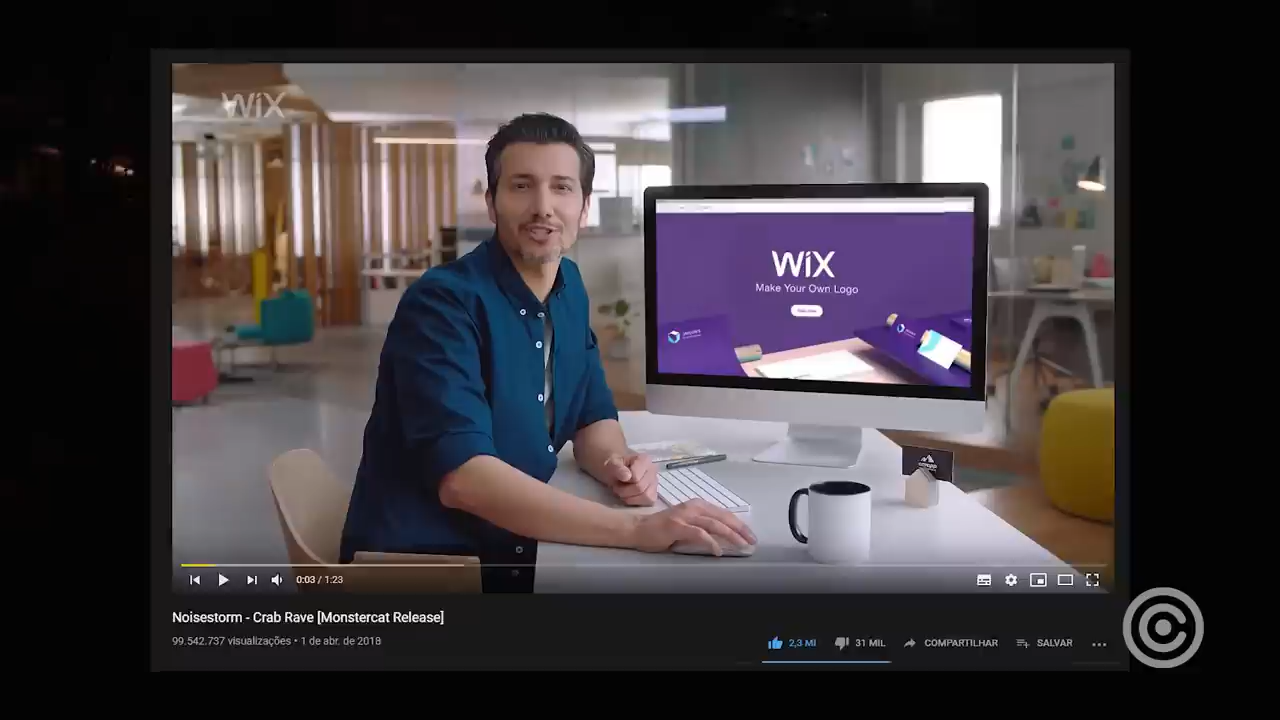 WiX
WiX
Make Your Own Logo
0:03 / 1:23
Noisestorm - Crab Rave [Monstercat Release]
99.542.737 visualizações • 1 de abr. de 2018
2,3 MI
31 MIL
COMPARTILHAR
SALVAR